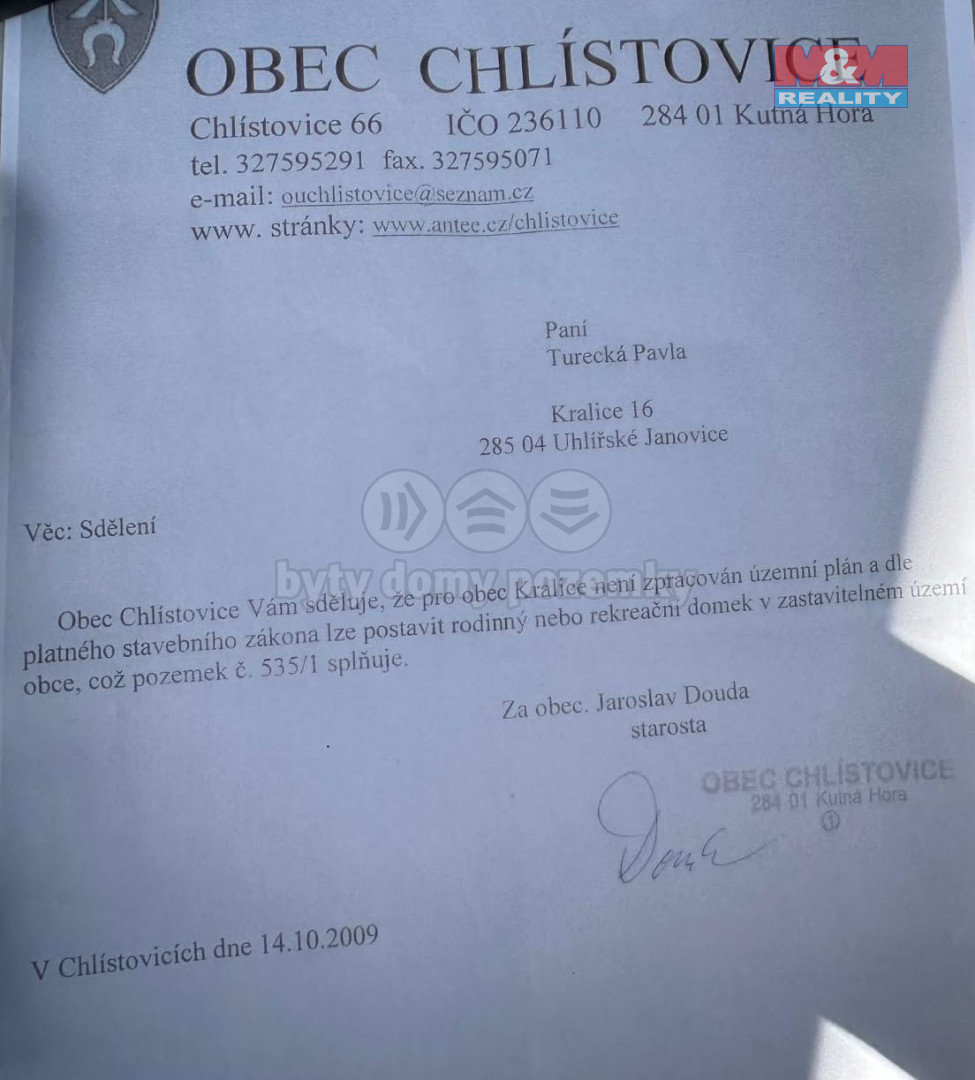 OBEC CHLÍSTOVICE
M&M
REALITY
Chlístovice 66 IČO 236110 284 01 Kutná Hora
tel. 327595291 fax. 327595071
e-mail: ouchlistovice@seznam.cz
www. stránky: www.antec.cz/chlistovice
Paní
Turecká Pavla
Kralice 16
285 04 Uhlířské Janovice
Věc: Sdělení
byty domy pozemky
Obec Chlístovice Vám sděluje, že pro obec Kralice není zpracován územní plán a dle
platného stavebního zákona lze postavit rodinný nebo rekreační domek v zastavitelném území
obce, což pozemek č. 535/1 splňuje.
Za obec. Jaroslav Douda
starosta
OBEC CHLÍSTOVICE
284 01 Kutná Hora
1
Douda
V Chlístovicích dne 14.10.2009